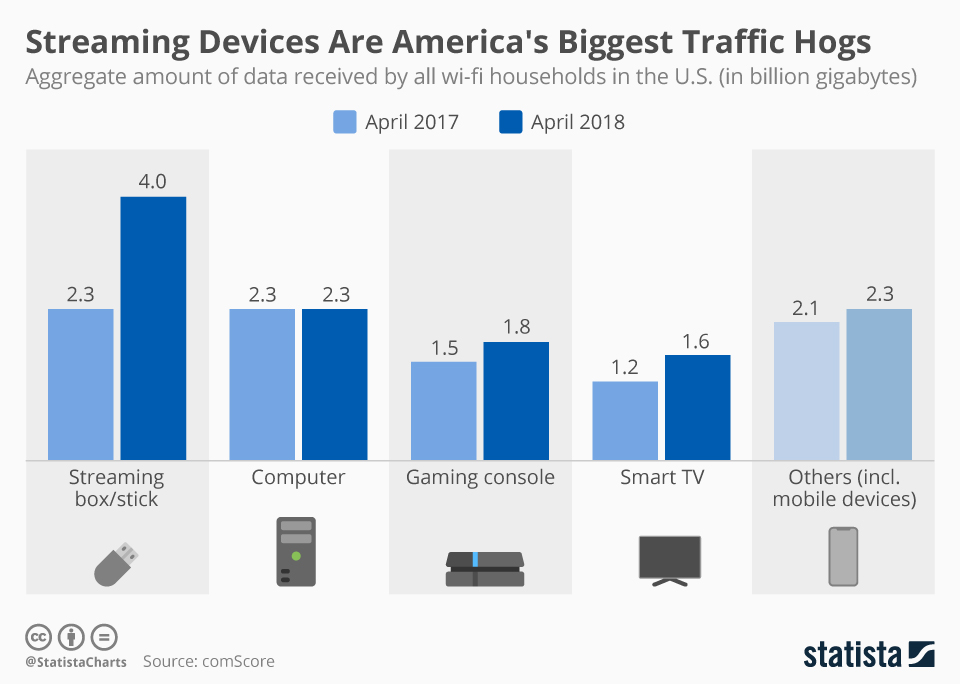 Streaming Devices Are America's Biggest Traffic Hogs
Aggregate amount of data received by all wi-fi households in the U.S. (in billion gigabytes)
April 2017 April 2018
2.3 4.0
2.3 2.3
1.5 1.8
1.2 1.6
2.1 2.3
Streaming
box/stick
Computer
Gaming console
Smart TV
Others (incl.
mobile devices)
cc =
@StatistaCharts Source: comScore
statista